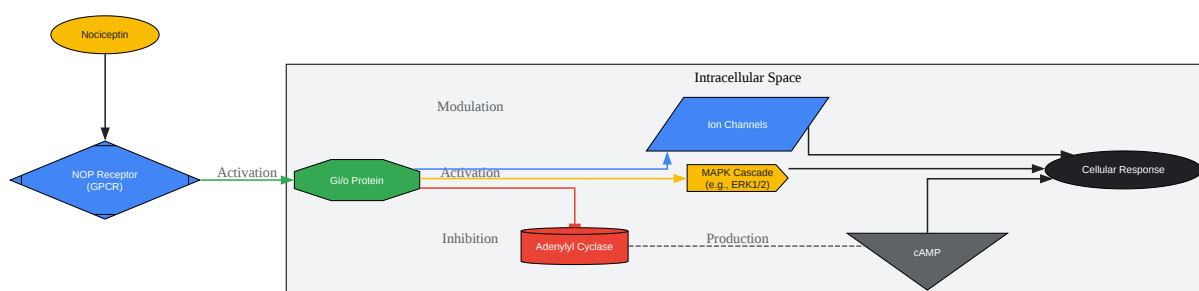 Nociceptin
Intracellular Space
Modulation
Ion Channels
NOP Receptor
(GPCR)
Activation
Gi/o Protein
Activation
MAPK Cascade
(e.g., ERK1/2)
Cellular Response
Inhibition
Adenylyl Cyclase
Production
cAMP